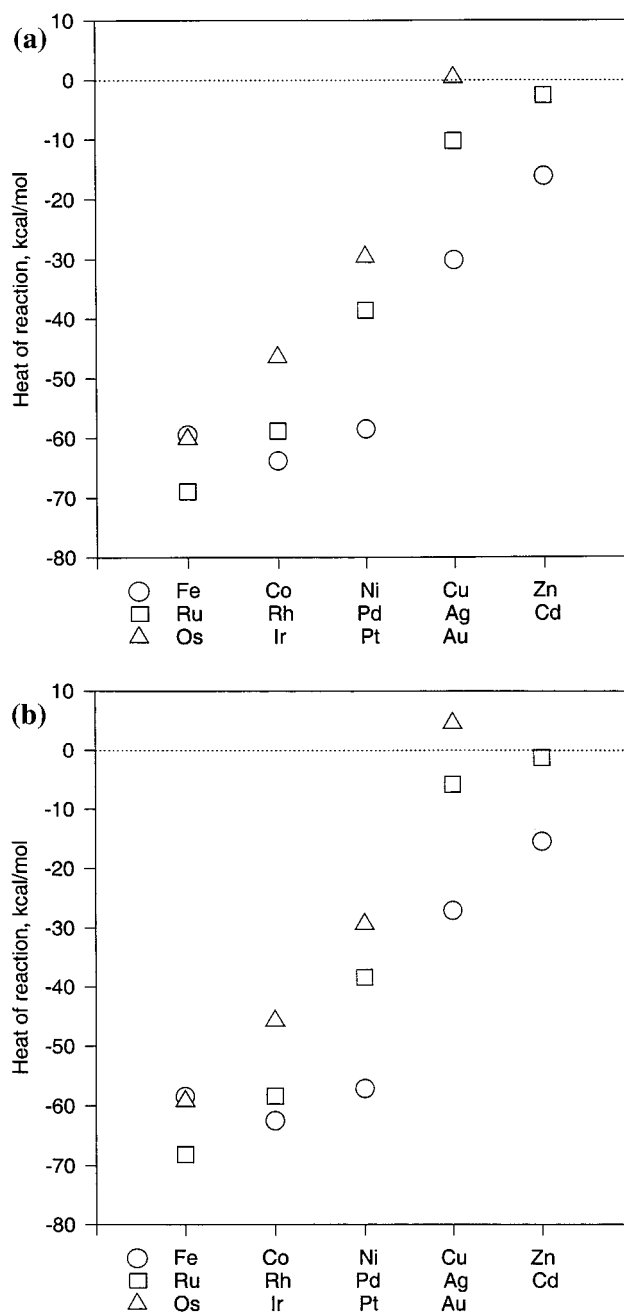 (a)
Heat of reaction, kcal/mol
10
0
-10
-20
-30
-40
-50
-60
-70
-80
Fe Co Ni Cu Zn
Ru Rh Pd Ag Cd
Os Ir Pt Au
(b)
Heat of reaction, kcal/mol
10
0
-10
-20
-30
-40
-50
-60
-70
-80
Fe Co Ni Cu Zn
Ru Rh Pd Ag Cd
Os Ir Pt Au